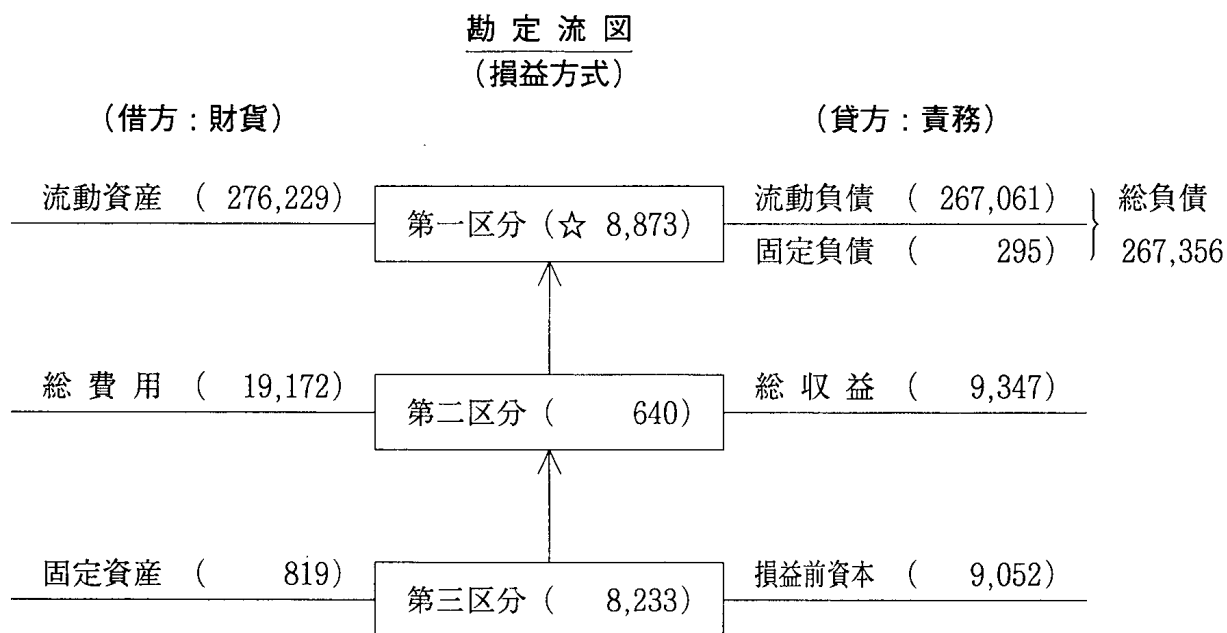 勘定流図
(損益方式)
(借方:財貨) (貸方:責務)
流動資産 ( 276,229) 第一区分 (☆ 8,873) 流動負債 ( 267,061) 総負債
固定負債 ( 295) 267,356
総費用 ( 19,172) 第二区分 ( 640) 総収益 ( 9,347)
固定資産 ( 819) 第三区分 ( 8,233) 損益前資本 ( 9,052)